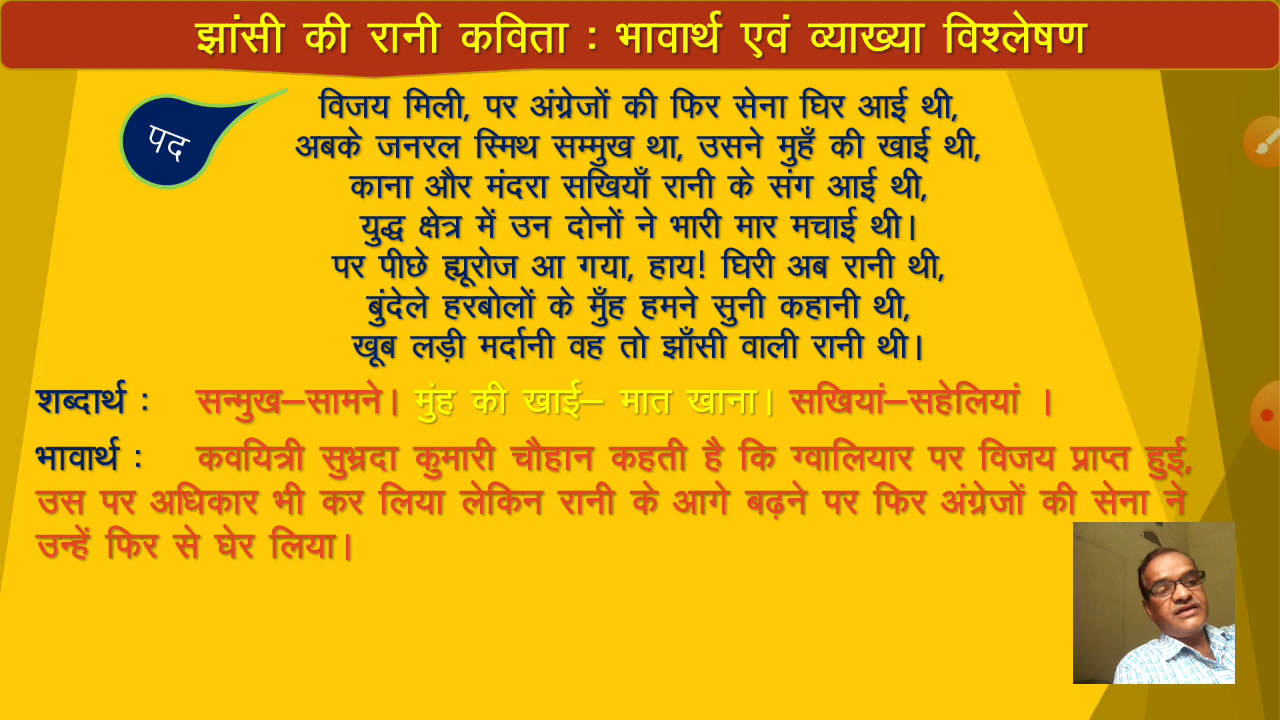 झांसी की रानी कविता : भावार्थ एवं व्याख्या विश्लेषण
पद
विजय मिली, पर अंग्रेजों की फिर सेना घिर आई थी,
अबके जनरल स्मिथ सम्मुख था, उसने मुहँ की खाई थी,
काना और मंदरा सखियाँ रानी के संग आई थी,
युद्ध क्षेत्र में उन दोनों ने भारी मार मचाई थी।
पर पीछे ह्यूरोज आ गया, हाय! घिरी अब रानी थी,
बुंदेले हरबोलों के मुँह हमने सुनी कहानी थी,
खूब लड़ी मर्दानी वह तो झाँसी वाली रानी थी।
शब्दार्थ : सन्मुख–सामने। मुंह की खाई– मात खाना। सखियां–सहेलियां ।
भावार्थ : कवयित्री सुभ्रदा कुमारी चौहान कहती है कि ग्वालियार पर विजय प्राप्त हुई,
उस पर अधिकार भी कर लिया लेकिन रानी के आगे बढ़ने पर फिर अंग्रेजों की सेना ने
उन्हें फिर से घेर लिया।